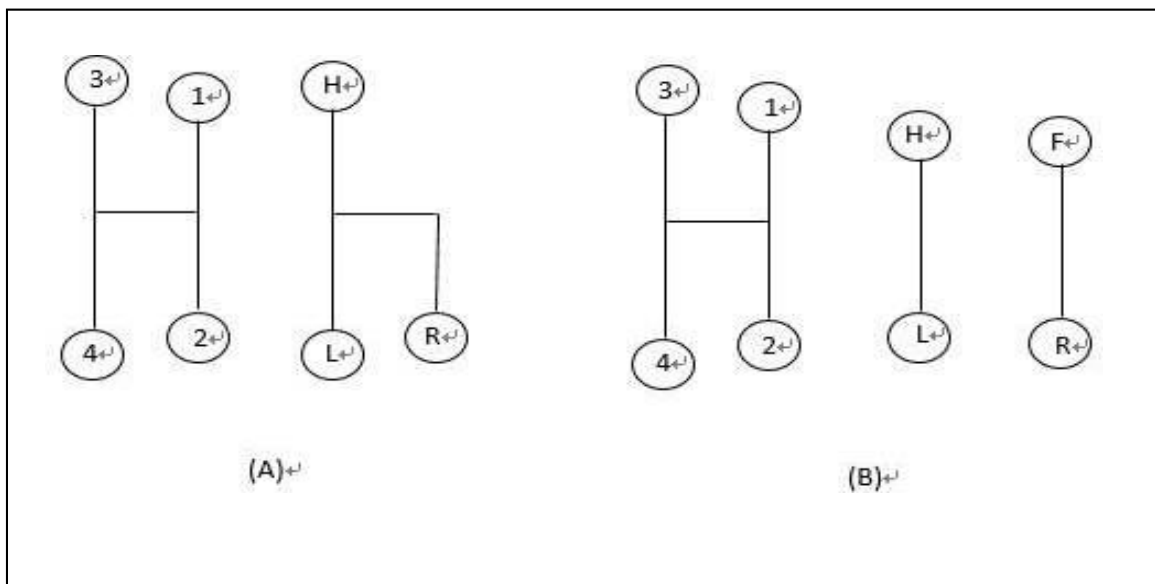 3↵ 1↵ H↵ 3↵ 1↵ H↵ F↵
4↵ 2↵ L↵ R↵ 4↵ 2↵ L↵ R↵
(A)↵ (B)↵